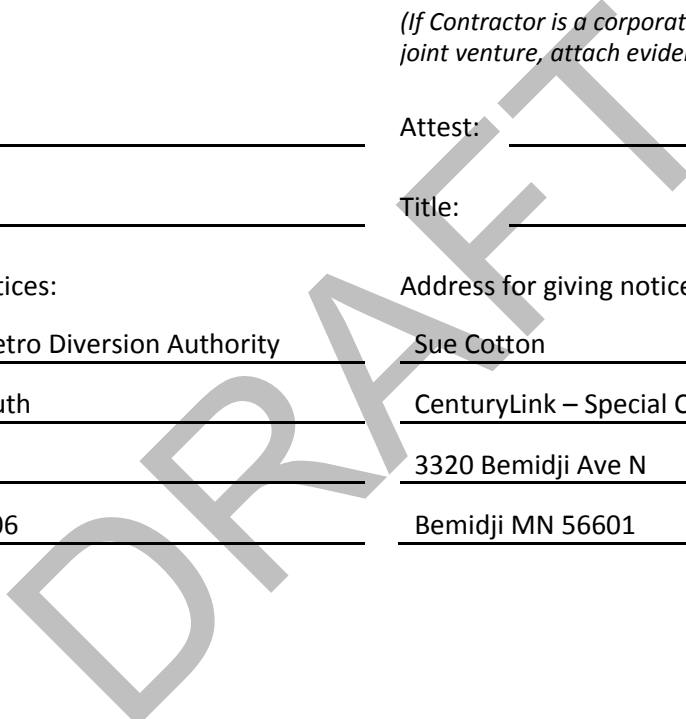 (If Contractor is a corporat
joint venture, attach evide
Attest:
Title:
tices:
Address for giving notice
etro Diversion Authority
Sue Cotton
uth
CenturyLink – Special C
3320 Bemidji Ave N
06
Bemidji MN 56601
DRAFT